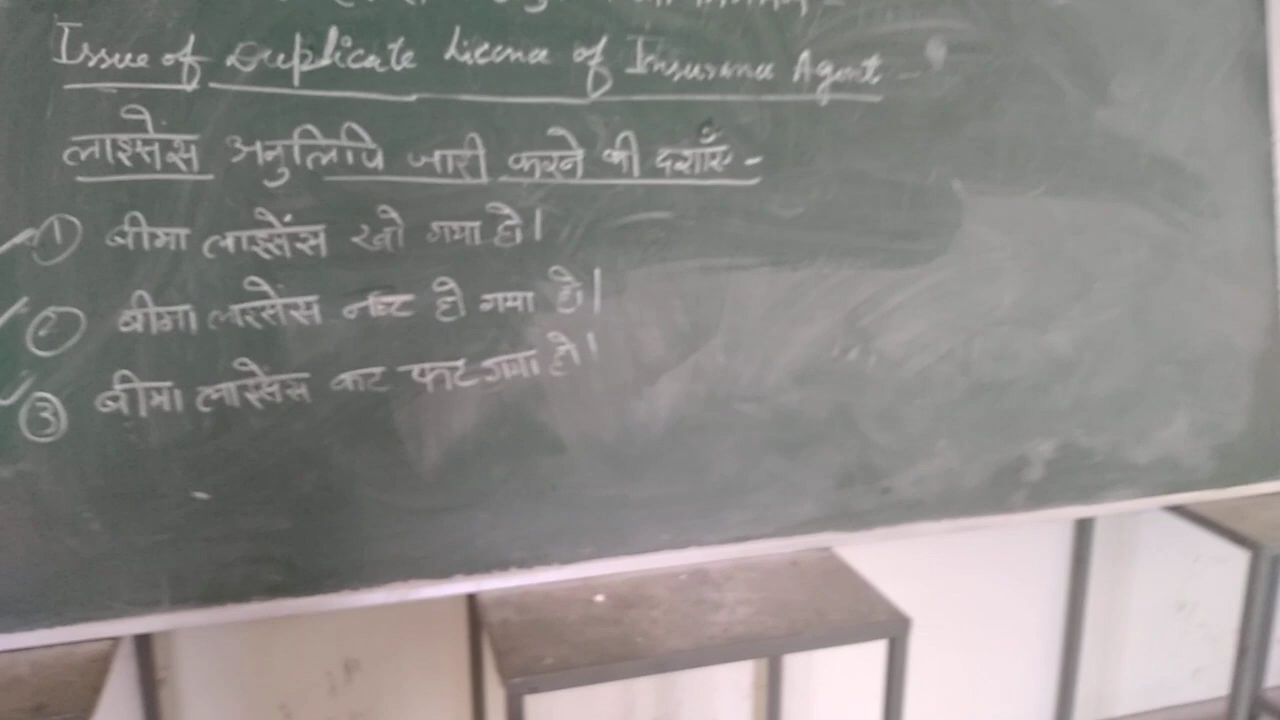 Issue of Duplicate Licence of Insurance Agent -
लाइसेंस अनुलिपि जारी करने की दशाएँ -
① बीमा लाइसेंस खो गया हो।
② बीमा लाइसेंस नष्ट हो गया हो।
③ बीमा लाइसेंस कट फट गया हो।